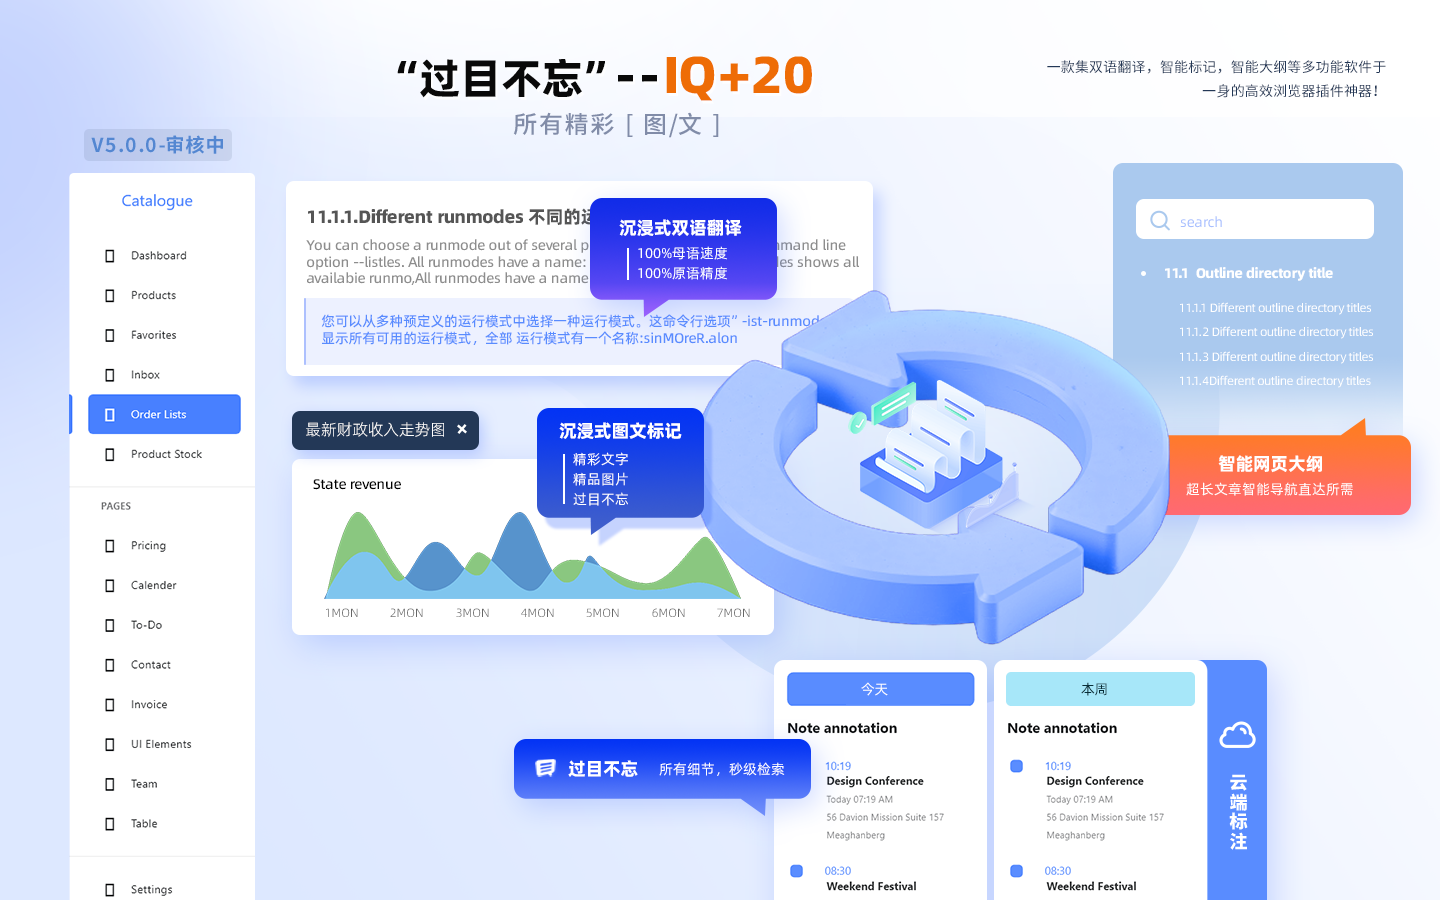 “过目不忘”--IQ+20
所有精彩 [ 图/文 ]
一款集双语翻译，智能标记，智能大纲等多功能软件于
一身的高效浏览器插件神器！
V5.0.0-审核中
Catalogue
Dashboard
Products
Favorites
Inbox
Order Lists
Product Stock
PAGES
Pricing
Calender
To-Do
Contact
Invoice
UI Elements
Team
Table
Settings
11.1.1.Different runmodes 不同的运
You can choose a runmode out of several p mmand line
option --listles. All runmodes have a name: des shows all
availabie runmo,All runmodes have a name
您可以从多种预定义的运行模式中选择一种运行模式。这命令行选项” -ist-runmod
显示所有可用的运行模式，全部 运行模式有一个名称:sinMOreR.alon
沉浸式双语翻译
100%母语速度
100%原语精度
search
11.1 Outline directory title
11.1.1 Different outline directory titles
11.1.2 Different outline directory titles
11.1.3 Different outline directory titles
11.1.4Different outline directory titles
智能网页大纲
超长文章智能导航直达所需
最新财政收入走势图 ×
沉浸式图文标记
精彩文字
精品图片
过目不忘
State revenue
1MON 2MON 3MON 4MON 5MON 6MON 7MON
过目不忘 所有细节，秒级检索
今天
Note annotation
10:19
Design Conference
Today 07:19 AM
56 Davion Mission Suite 157
Meaghanberg
08:30
Weekend Festival
本周
Note annotation
10:19
Design Conference
Today 07:19 AM
56 Davion Mission Suite 157
Meaghanberg
08:30
Weekend Festival
云端标注